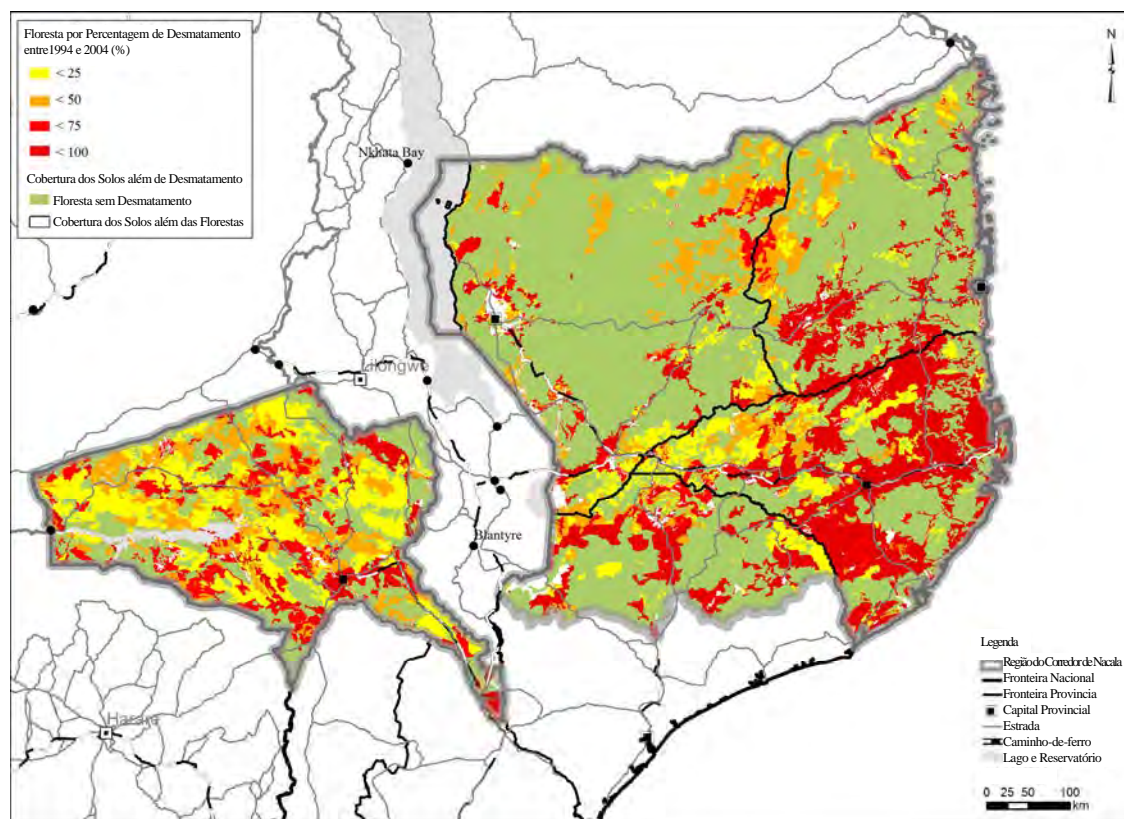 Floresta por Percentagem de Desmatamento
entre1994 e 2004 (%)
< 25
< 50
< 75
< 100
Cobertura dos Solos além de Desmatamento
Floresta sem Desmatamento
Cobertura dos Solos além das Florestas
N
Nkhata Bay
Lilongwe
Blantyre
Harare
Legenda
Região do Corredor de Nacala
Fronteira Nacional
Fronteira Provincia
Capital Provincial
Estrada
Caminho-de-ferro
Lago e Reservatório
0 25 50 100
km